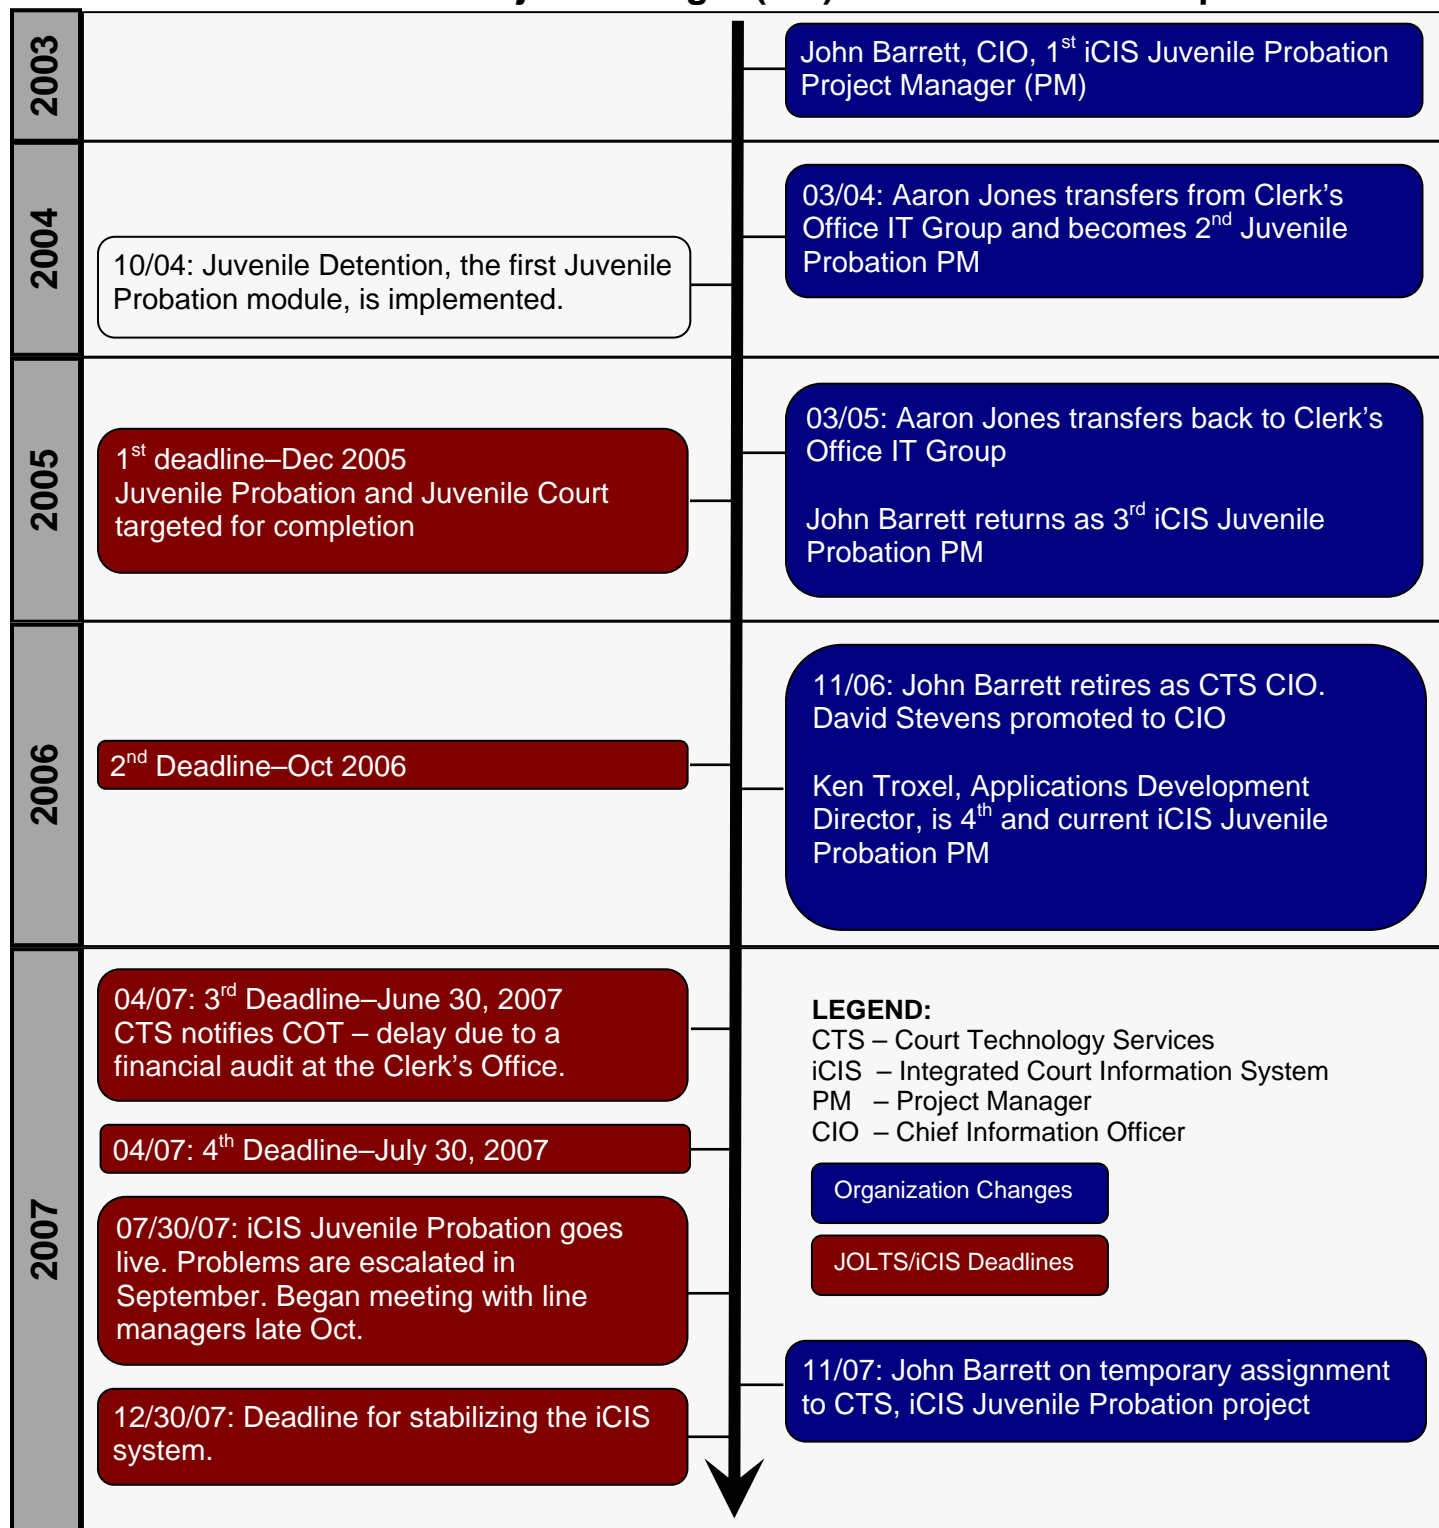 2003
John Barrett, CIO, 1st iCIS Juvenile Probation
Project Manager (PM)
2004
03/04: Aaron Jones transfers from Clerk's
Office IT Group and becomes 2nd Juvenile
Probation PM
10/04: Juvenile Detention, the first Juvenile
Probation module, is implemented.
2005
03/05: Aaron Jones transfers back to Clerk's
Office IT Group
John Barrett returns as 3rd iCIS Juvenile
Probation PM
1st deadline–Dec 2005
Juvenile Probation and Juvenile Court
targeted for completion
2006
2nd Deadline–Oct 2006
11/06: John Barrett retires as CTS CIO.
David Stevens promoted to CIO
Ken Troxel, Applications Development
Director, is 4th and current iCIS Juvenile
Probation PM
2007
04/07: 3rd Deadline–June 30, 2007
CTS notifies COT – delay due to a
financial audit at the Clerk's Office.
04/07: 4th Deadline–July 30, 2007
07/30/07: iCIS Juvenile Probation goes
live. Problems are escalated in
September. Began meeting with line
managers late Oct.
12/30/07: Deadline for stabilizing the iCIS
system.
LEGEND:
CTS – Court Technology Services
iCIS – Integrated Court Information System
PM – Project Manager
CIO – Chief Information Officer
Organization Changes
JOLTS/iCIS Deadlines
11/07: John Barrett on temporary assignment
to CTS, iCIS Juvenile Probation project